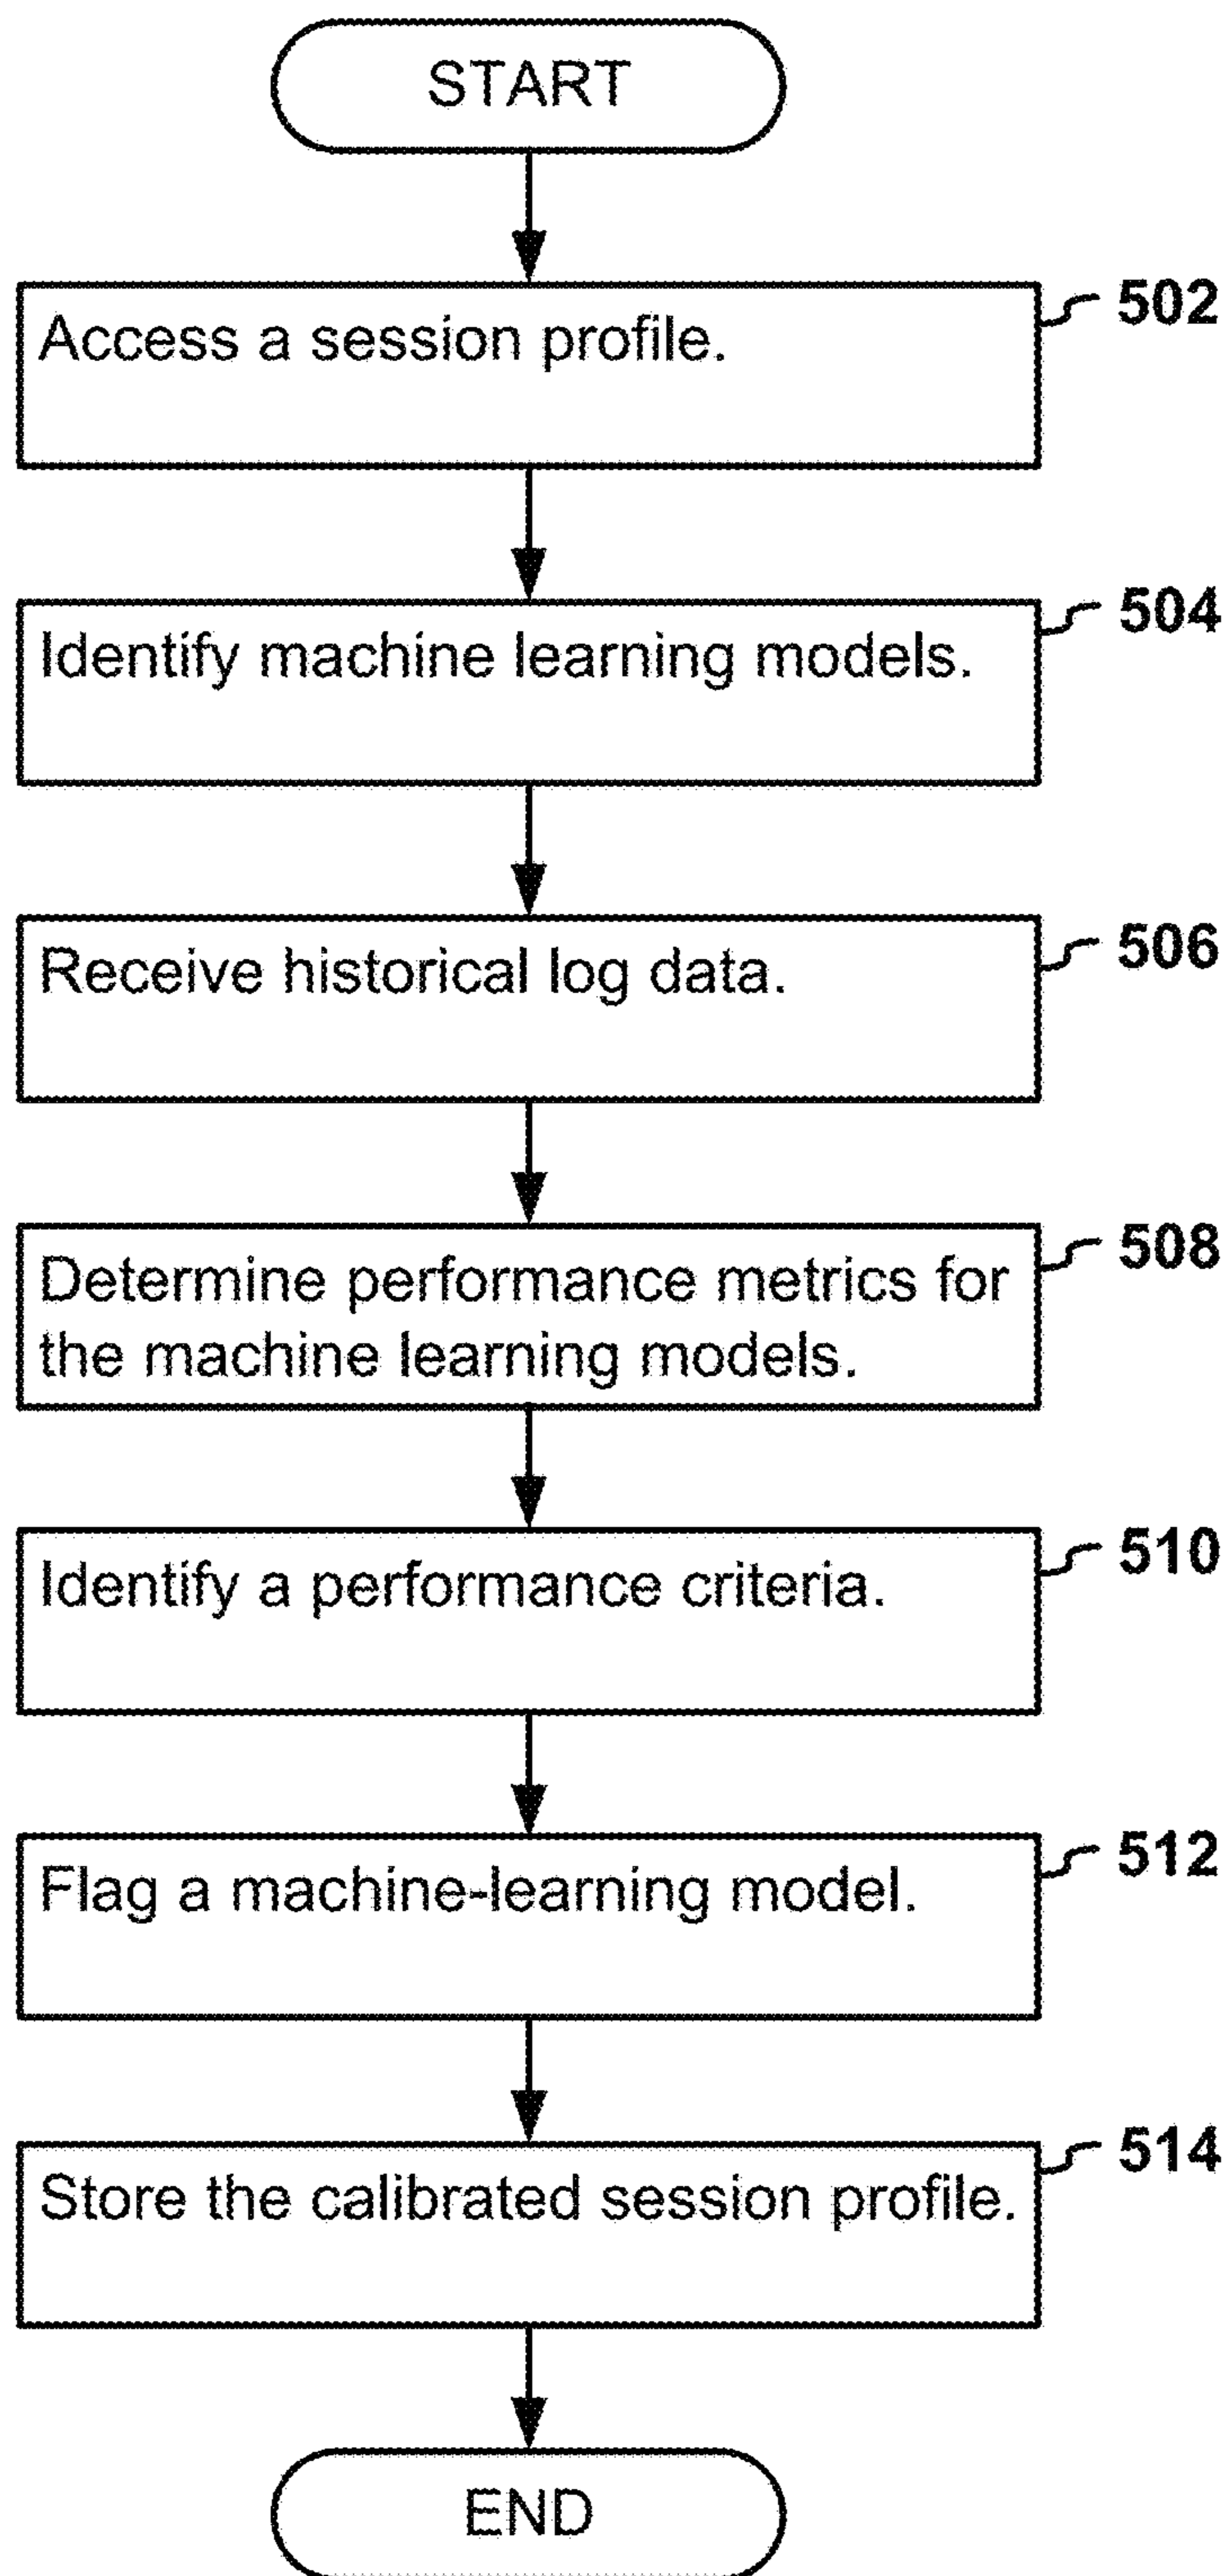 START
502
Access a session profile.
504
Identify machine learning models.
506
Receive historical log data.
508
Determine performance metrics for
the machine learning models.
510
Identify a performance criteria.
512
Flag a machine-learning model.
514
Store the calibrated session profile.
END